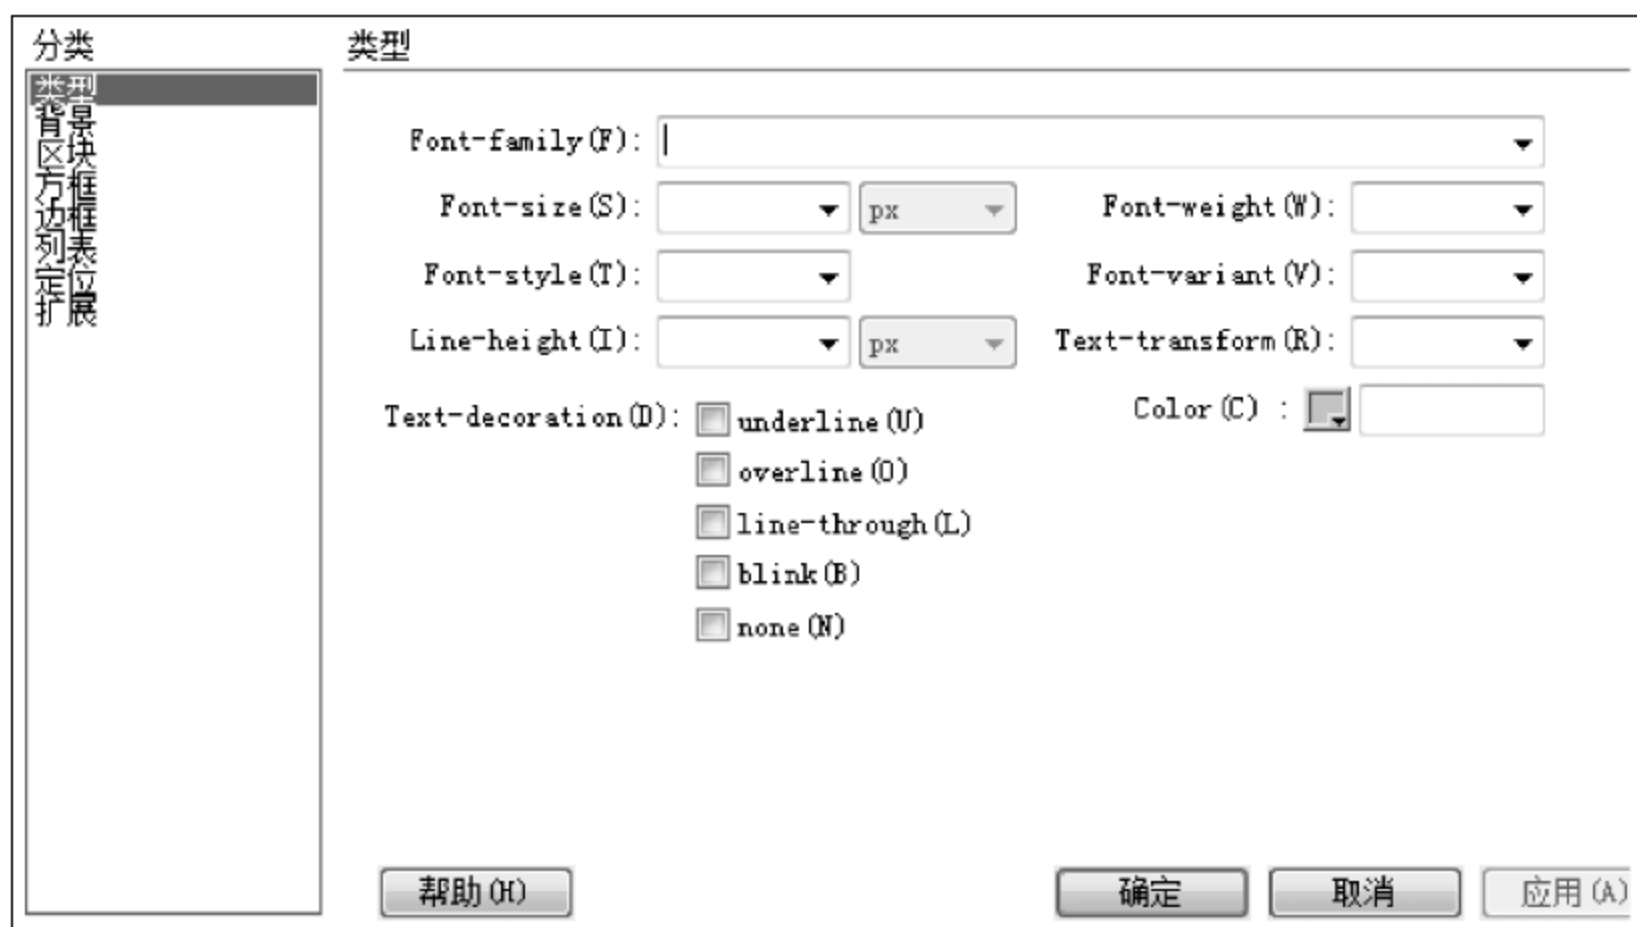 分类
类型
背景
区块
方框
边框
列表
定位
扩展
类型
Font-family(F):
Font-size(S): px Font-weight(W):
Font-style(T): Font-variant(V):
Line-height(I): px Text-transform(R):
Text-decoration(D): underline(U) Color(C) :
overline(O)
line-through(L)
blink(B)
none(N)
帮助(H) 确定 取消 应用(A)